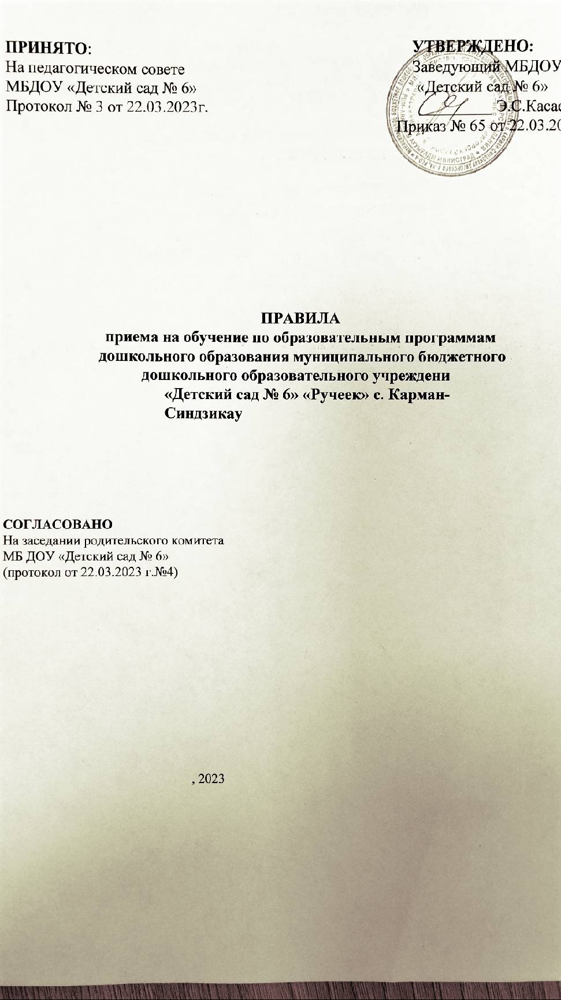 ПРИНЯТО:
На педагогическом совете
МБДОУ «Детский сад № 6»
Протокол № 3 от 22.03.2023г.
УТВЕРЖДЕНО:
Заведующий МБДОУ
«Детский сад № 6»
Э.С.Касае
Приказ № 65 от 22.03.20
ПРАВИЛА
приема на обучение по образовательным программам
дошкольного образования муниципального бюджетного
дошкольного образовательного учреждени
«Детский сад № 6» «Ручеек» с. Карман-
Синдзикау
СОГЛАСОВАНО
На заседании родительского комитета
МБ ДОУ «Детский сад № 6»
(протокол от 22.03.2023 г.№4)
, 2023